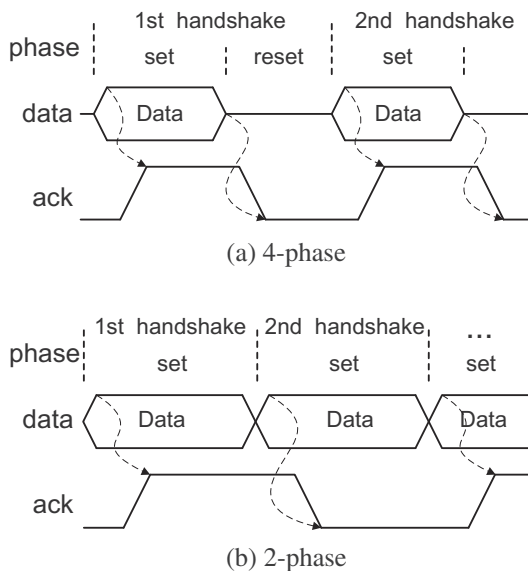 1st handshake 2nd handshake
phase set reset set
data Data Data
ack
(a) 4-phase
1st handshake 2nd handshake ...
phase set set set
data Data Data Data
ack
(b) 2-phase